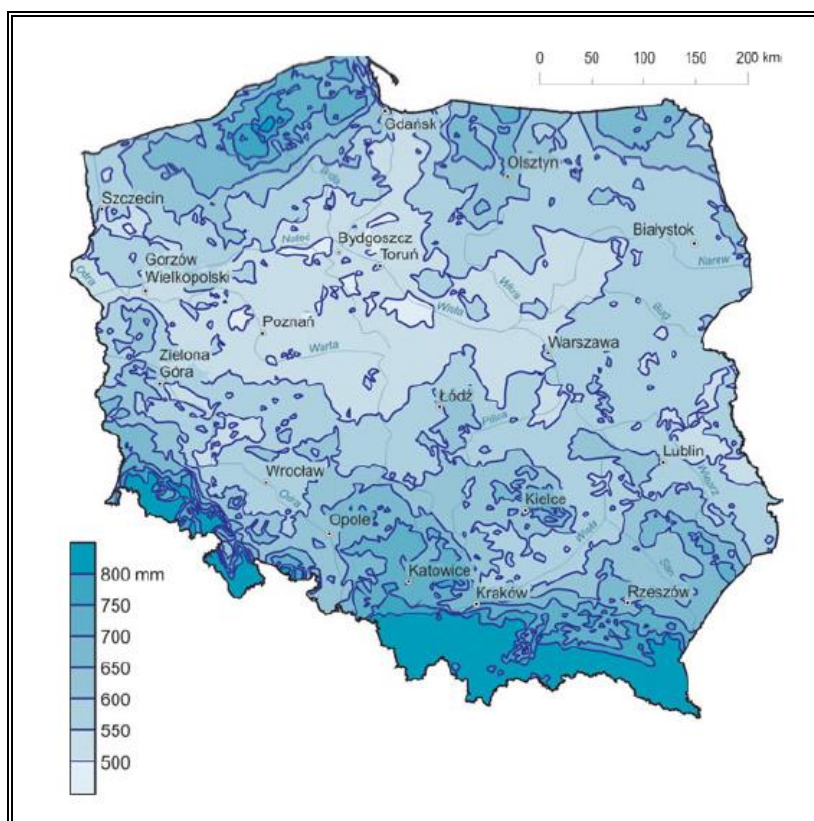 0 50 100 150 200 km
Gdańsk
Olsztyn
Szczecin
Brda
Białystok
Noteć
Bydgoszcz
Toruń
Narew
Gorzów
Wielkopolski
Odra
Wkra
Wisła
Bug
Poznań
Warta
Warszawa
Zielona
Góra
Łódź
Pilica
Lublin
Wrocław
Wieprz
Odra
Kielce
Opole
Wisła
San
800 mm
Katowice
Kraków
Rzeszów
750
700
650
600
550
500